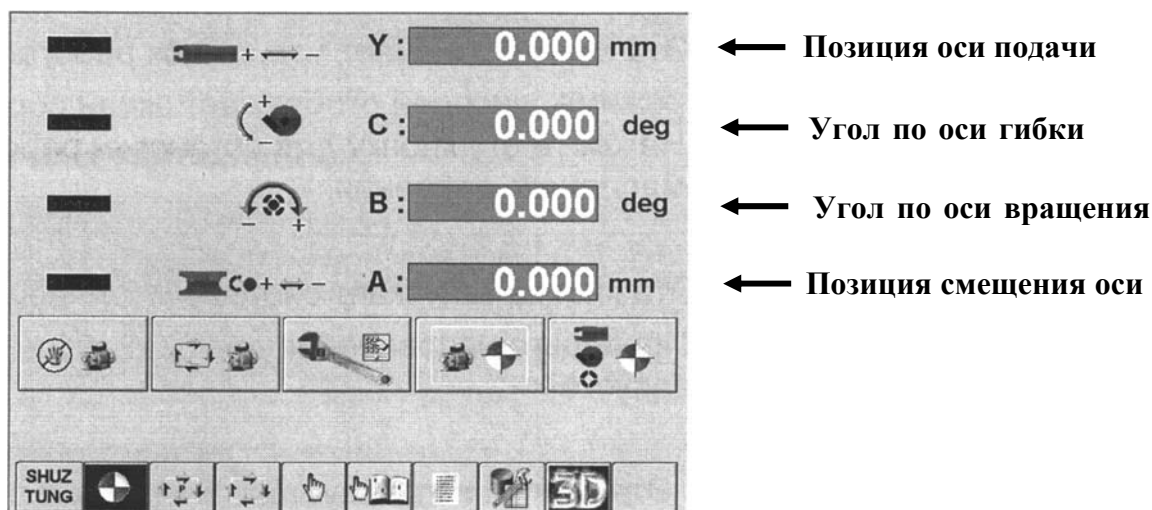 Y : 0.000 mm Позиция оси подачи
C : 0.000 deg Угол по оси гибки
B : 0.000 deg Угол по оси вращения
A : 0.000 mm Позиция смещения оси
SHUZ
TUNG
3D